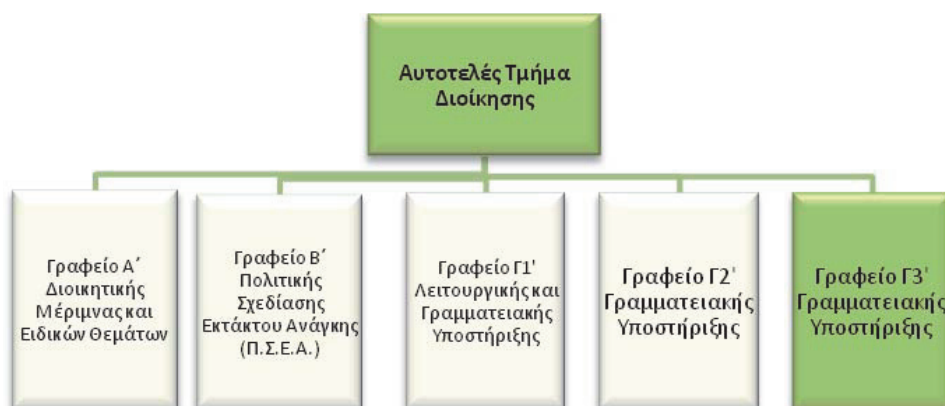 Αυτοτελές Τμήμα
Διοίκησης
Γραφείο Α΄
Διοικητικής
Μέριμνας και
Ειδικών Θεμάτων
Γραφείο Β΄
Πολιτικής
Σχεδίασης
Εκτάκτου Ανάγκης
(Π.Σ.Ε.Α.)
Γραφείο Γ1'
Λειτουργικής και
Γραμματειακής
Υποστήριξης
Γραφείο Γ2'
Γραμματειακής
Υποστήριξης
Γραφείο Γ3'
Γραμματειακής
Υποστήριξης